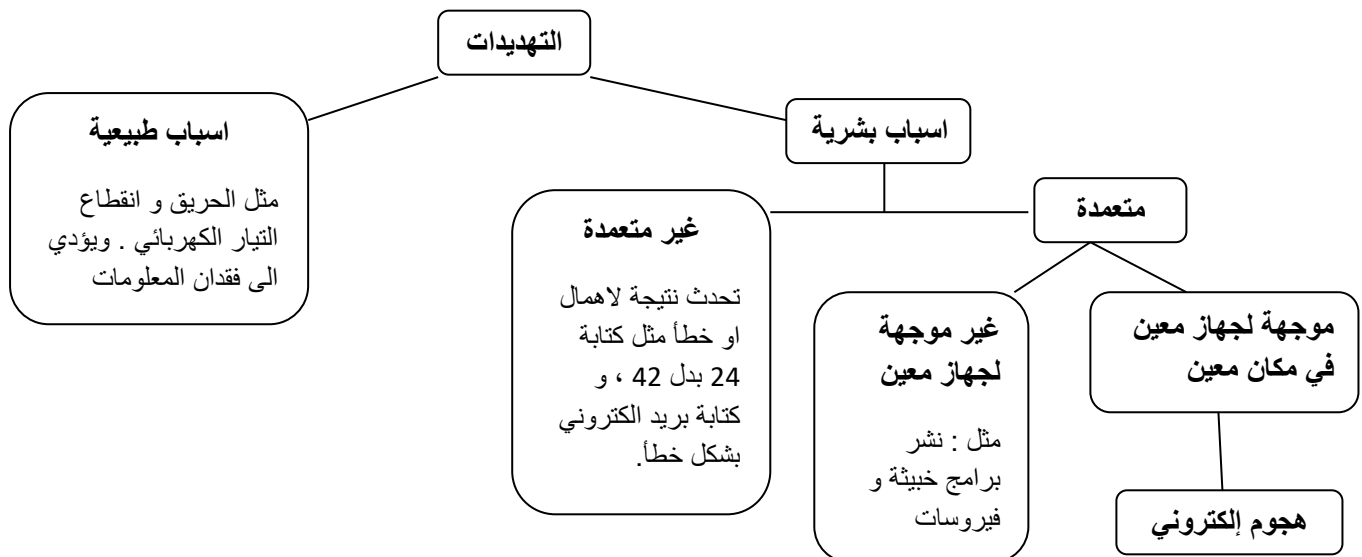 التهديدات
اسباب بشرية
اسباب طبيعية
مثل الحريق و انقطاع
التيار الكهربائي . ويؤدي
الى فقدان المعلومات
متعمدة
غير متعمدة
تحدث نتيجة لاهمال
او خطأ مثل كتابة
24 بدل 42 ، و
كتابة بريد الكتروني
بشكل خطأ.
موجهة لجهاز معين
في مكان معين
غير موجهة
لجهاز معين
مثل : نشر
برامج خبيثة و
فيروسات
هجوم إلكتروني